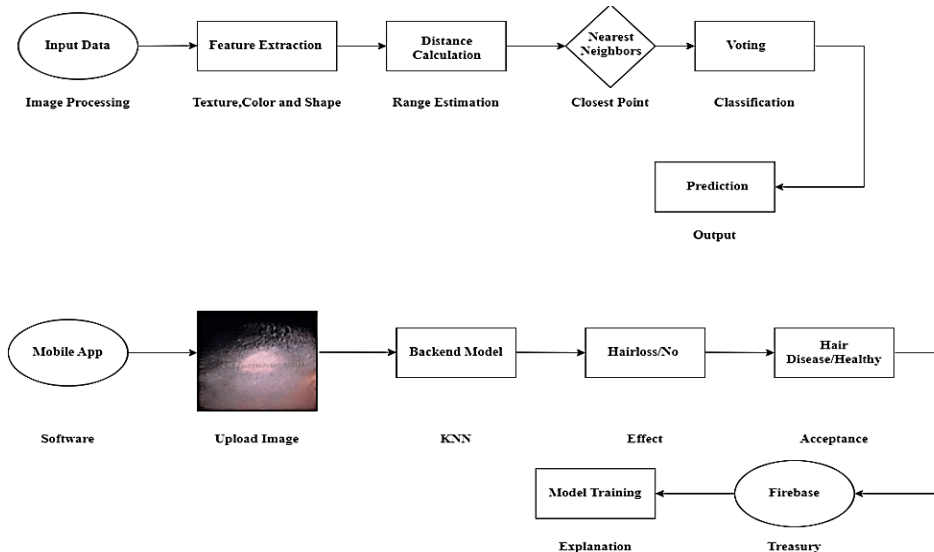 Input Data
Feature Extraction
Distance
Calculation
Nearest
Neighbors
Voting
Image Processing
Texture,Color and Shape
Range Estimation
Closest Point
Classification
Prediction
Output
Mobile App
Backend Model
Hairloss/No
Hair
Disease/Healthy
Software
Upload Image
KNN
Effect
Acceptance
Model Training
Firebase
Explanation
Treasury